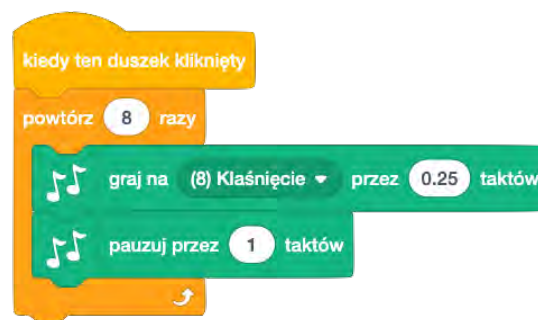 kiedy ten duszek kliknięty
powtórz 8 razy
graj na (8) Klaśnięcie przez 0.25 taktów
pauzuj przez 1 taktów